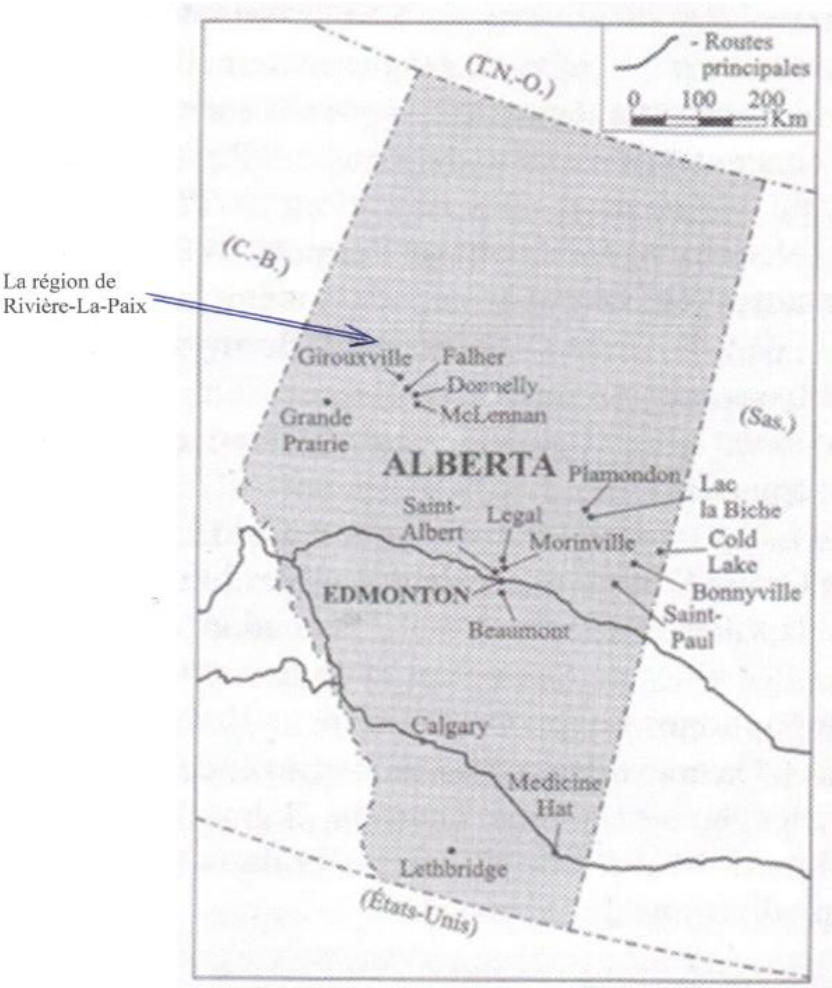 (T.N.-O.)
- Routes
principales
0 100 200
Km
(C.-B.)
La région de
Rivière-La-Paix
Girouxville
Falher
Donnelly
McLennan
Grande
Prairie
(Sas.)
ALBERTA
Plamondon
Lac
la Biche
Saint-
Albert
Legal
Morinville
Cold
Lake
EDMONTON
Bonnyville
Beaumont
Saint-
Paul
Calgary
Medicine
Hat
Lethbridge
(États-Unis)